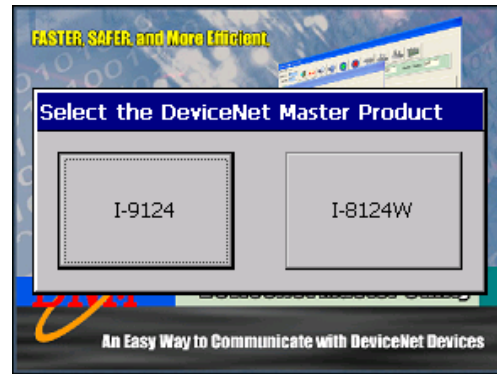 FASTER, SAFER, and More Efficient,
Select the DeviceNet Master Product
I-9124
I-8124W
An Easy Way to Communicate with DeviceNet Devices